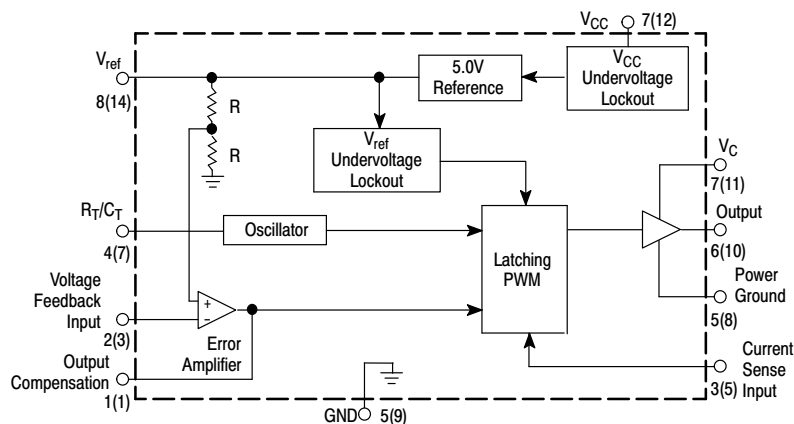 VCC 7(12)
Vref
8(14)
R
R
5.0V
Reference
VCC
Undervoltage
Lockout
Vref
Undervoltage
Lockout
VC
7(11)
RT/CT
4(7)
Oscillator
Latching
PWM
Output
6(10)
Voltage
Feedback
Input
2(3)
+
−
Error
Amplifier
Power
Ground
5(8)
Output
Compensation
1(1)
GND 5(9)
Current
Sense
Input
3(5)